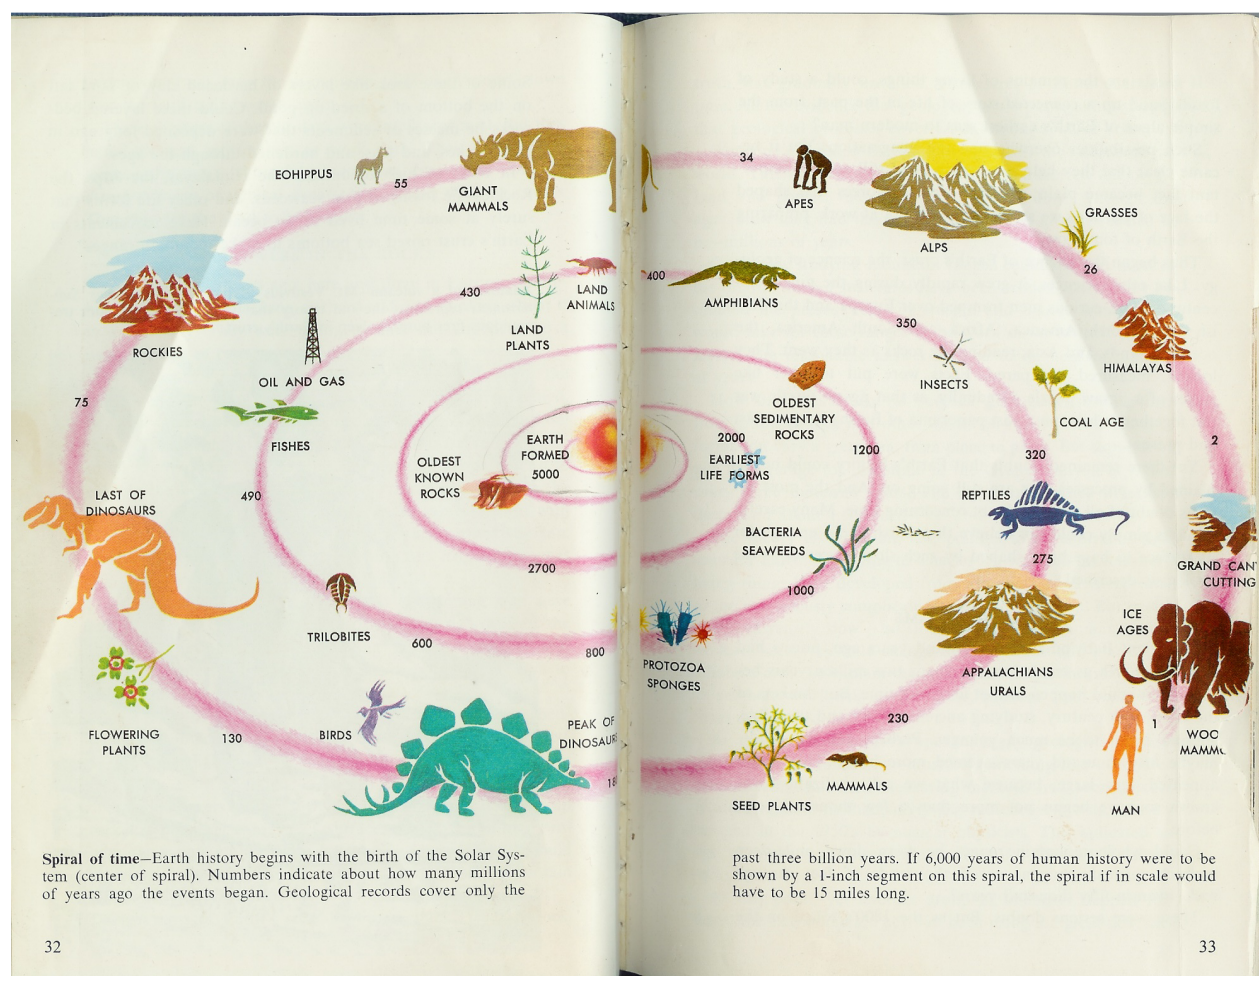 EOHIPPUS
55
GIANT
MAMMALS
34
APES
ALPS
GRASSES
26
HIMALAYAS
2
ROCKIES
75
430
LAND
PLANTS
LAND
ANIMALS
400
AMPHIBIANS
350
INSECTS
COAL AGE
320
OIL AND GAS
FISHES
490
LAST OF
DINOSAURS
OLDEST
KNOWN
ROCKS
EARTH
FORMED
5000
2000
EARLIEST
LIFE FORMS
OLDEST
SEDIMENTARY
ROCKS
1200
REPTILES
275
GRAND CAN
CUTTING
BACTERIA
SEAWEEDS
1000
2700
TRILOBITES
600
800
PROTOZOA
SPONGES
APPALACHIANS
URALS
ICE
AGES
1
WOO
MAMM
MAN
230
MAMMALS
SEED PLANTS
PEAK OF
DINOSAURS
18
BIRDS
130
FLOWERING
PLANTS
Spiral of time—Earth history begins with the birth of the Solar Sys-
tem (center of spiral). Numbers indicate about how many millions
of years ago the events began. Geological records cover only the
32
past three billion years. If 6,000 years of human history were to be
shown by a 1-inch segment on this spiral, the spiral if in scale would
have to be 15 miles long.
33